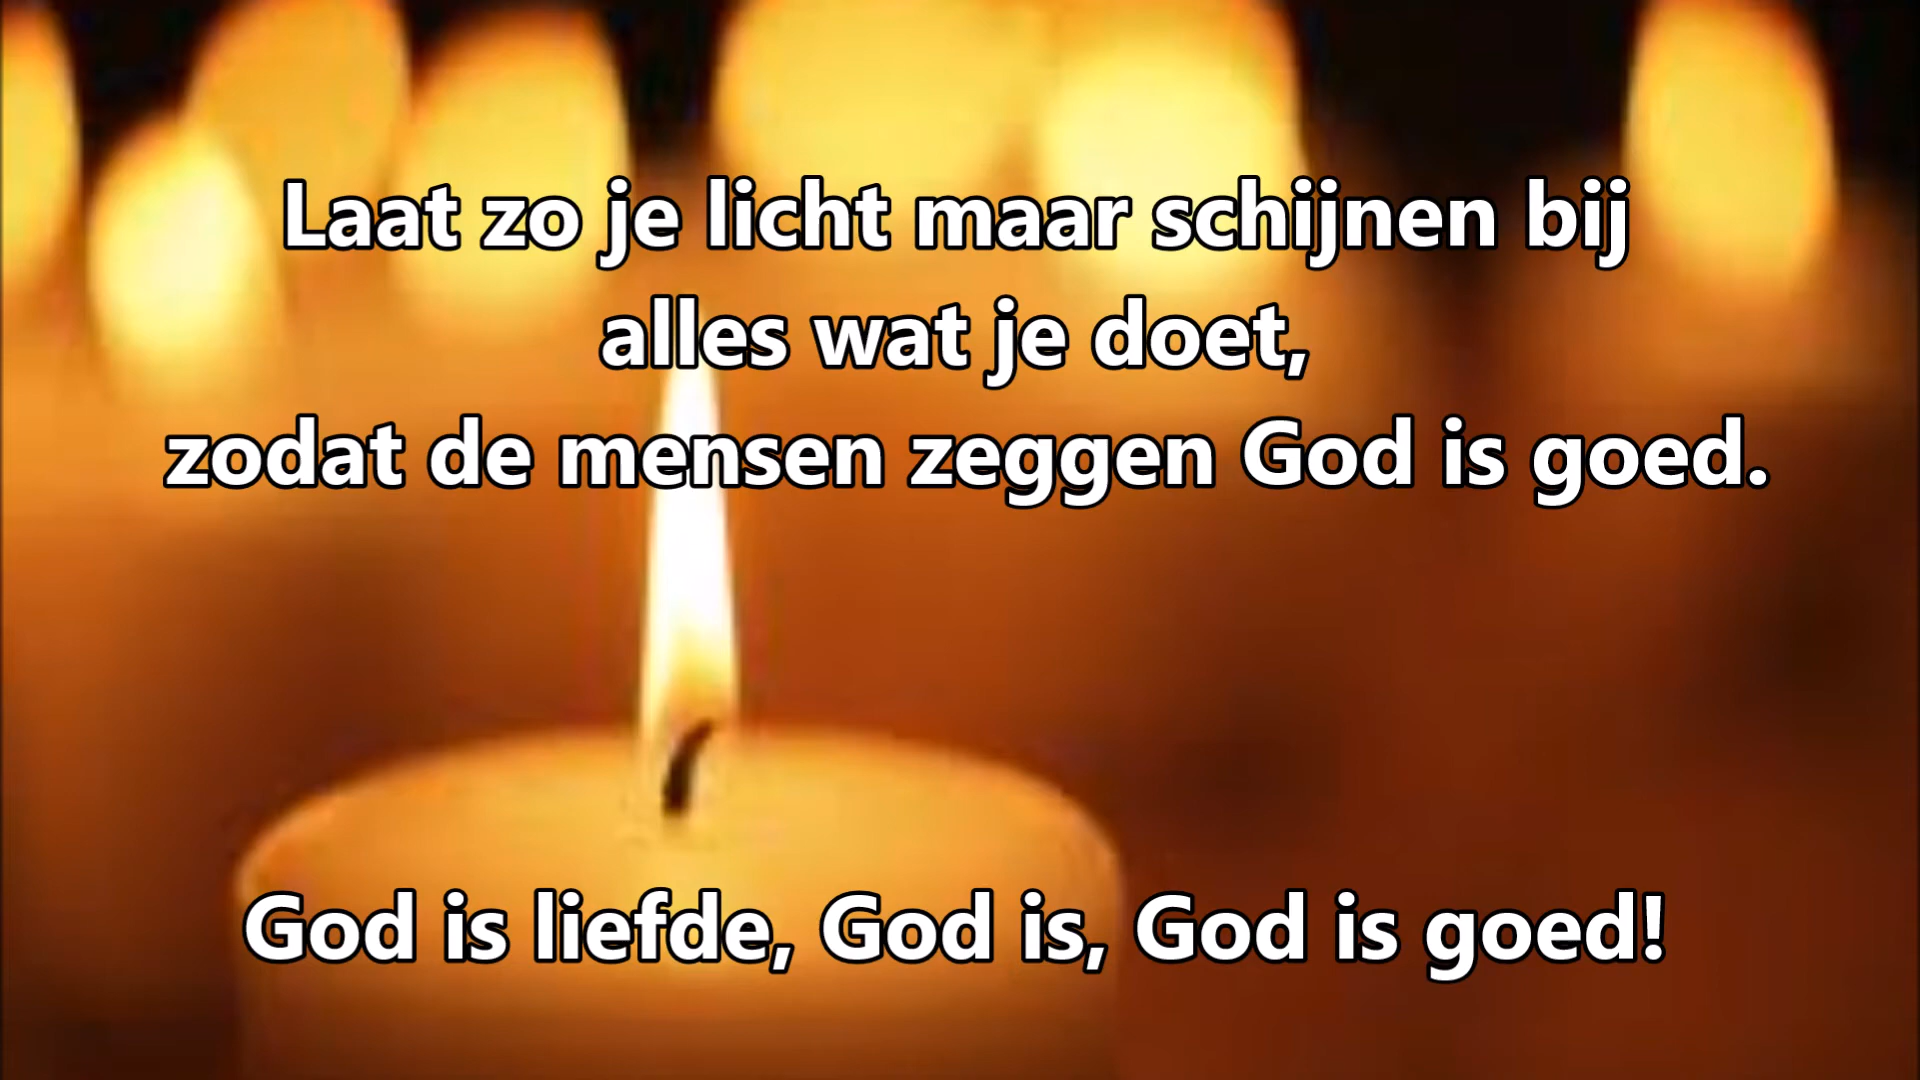 Laat zo je licht maar schijnen bij
alles wat je doet,
zodat de mensen zeggen God is goed.
God is liefde, God is, God is goed!